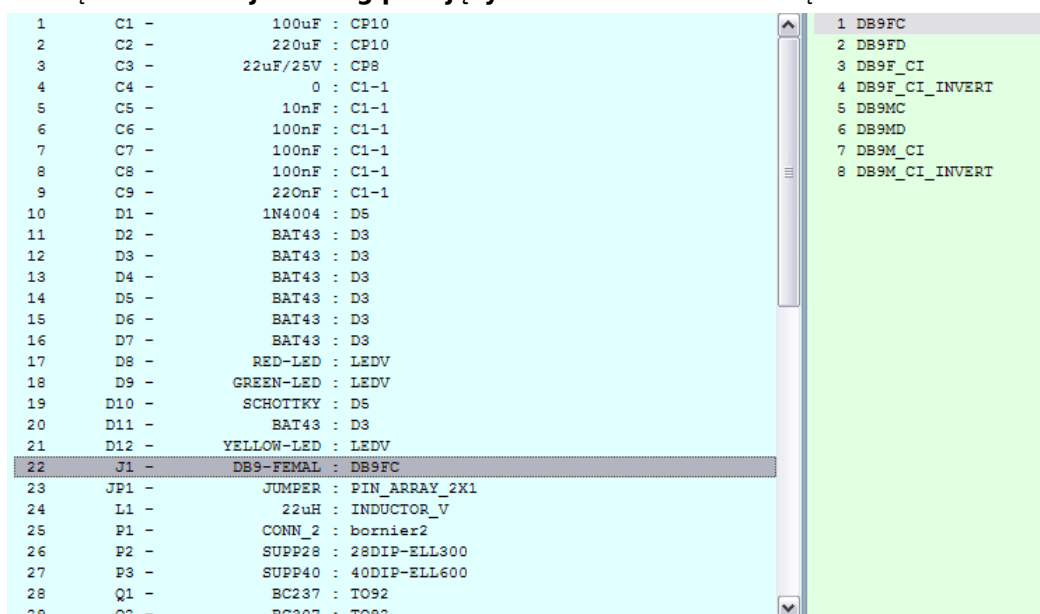 1 C1 - 100uF : CP10
2 C2 - 220uF : CP10
3 C3 - 22uF/25V : CP8
4 C4 - 0 : C1-1
5 C5 - 10nF : C1-1
6 C6 - 100nF : C1-1
7 C7 - 100nF : C1-1
8 C8 - 100nF : C1-1
9 C9 - 220nF : C1-1
10 D1 - 1N4004 : D5
11 D2 - BAT43 : D3
12 D3 - BAT43 : D3
13 D4 - BAT43 : D3
14 D5 - BAT43 : D3
15 D6 - BAT43 : D3
16 D7 - BAT43 : D3
17 D8 - RED-LED : LEDV
18 D9 - GREEN-LED : LEDV
19 D10 - SCHOTTKY : D5
20 D11 - BAT43 : D3
21 D12 - YELLOW-LED : LEDV
22 J1 - DB9-FEMAL : DB9FC
23 JP1 - JUMPER : PIN_ARRAY_2X1
24 L1 - 22uH : INDUCTOR_V
25 P1 - CONN_2 : bornier2
26 P2 - SUPP28 : 28DIP-ELL300
27 P3 - SUPP40 : 40DIP-ELL600
28 Q1 - BC237 : TO92
1 DB9FC
2 DB9FD
3 DB9F_CI
4 DB9F_CI_INVERT
5 DB9MC
6 DB9MD
7 DB9M_CI
8 DB9M_CI_INVERT